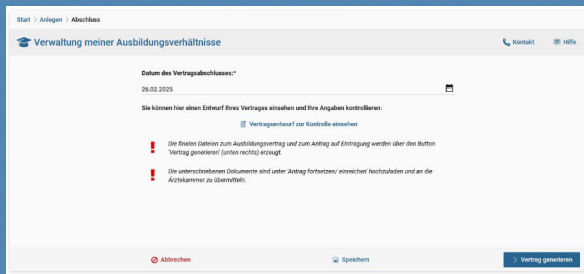 Start > Anlegen > Abschluss
Verwaltung meiner Ausbildungsverhältnisse
Kontakt
Hilfe
Datum des Vertragsabschlusses:*
26.02.2025
Sie können hier einen Entwurf Ihres Vertrages einsehen und Ihre Angaben kontrollieren:
Vertragsentwurf zur Kontrolle einsehen
Die finalen Dateien zum Ausbildungsvertrag und zum Antrag auf Eintragung werden über den Button
'Vertrag generieren' (unten rechts) erzeugt.
Die unterschriebenen Dokumente sind unter 'Antrag fortsetzen/ einreichen' hochzuladen und an die
Ärztekammer zu übermitteln.
Abbrechen
Speichern
> Vertrag generieren